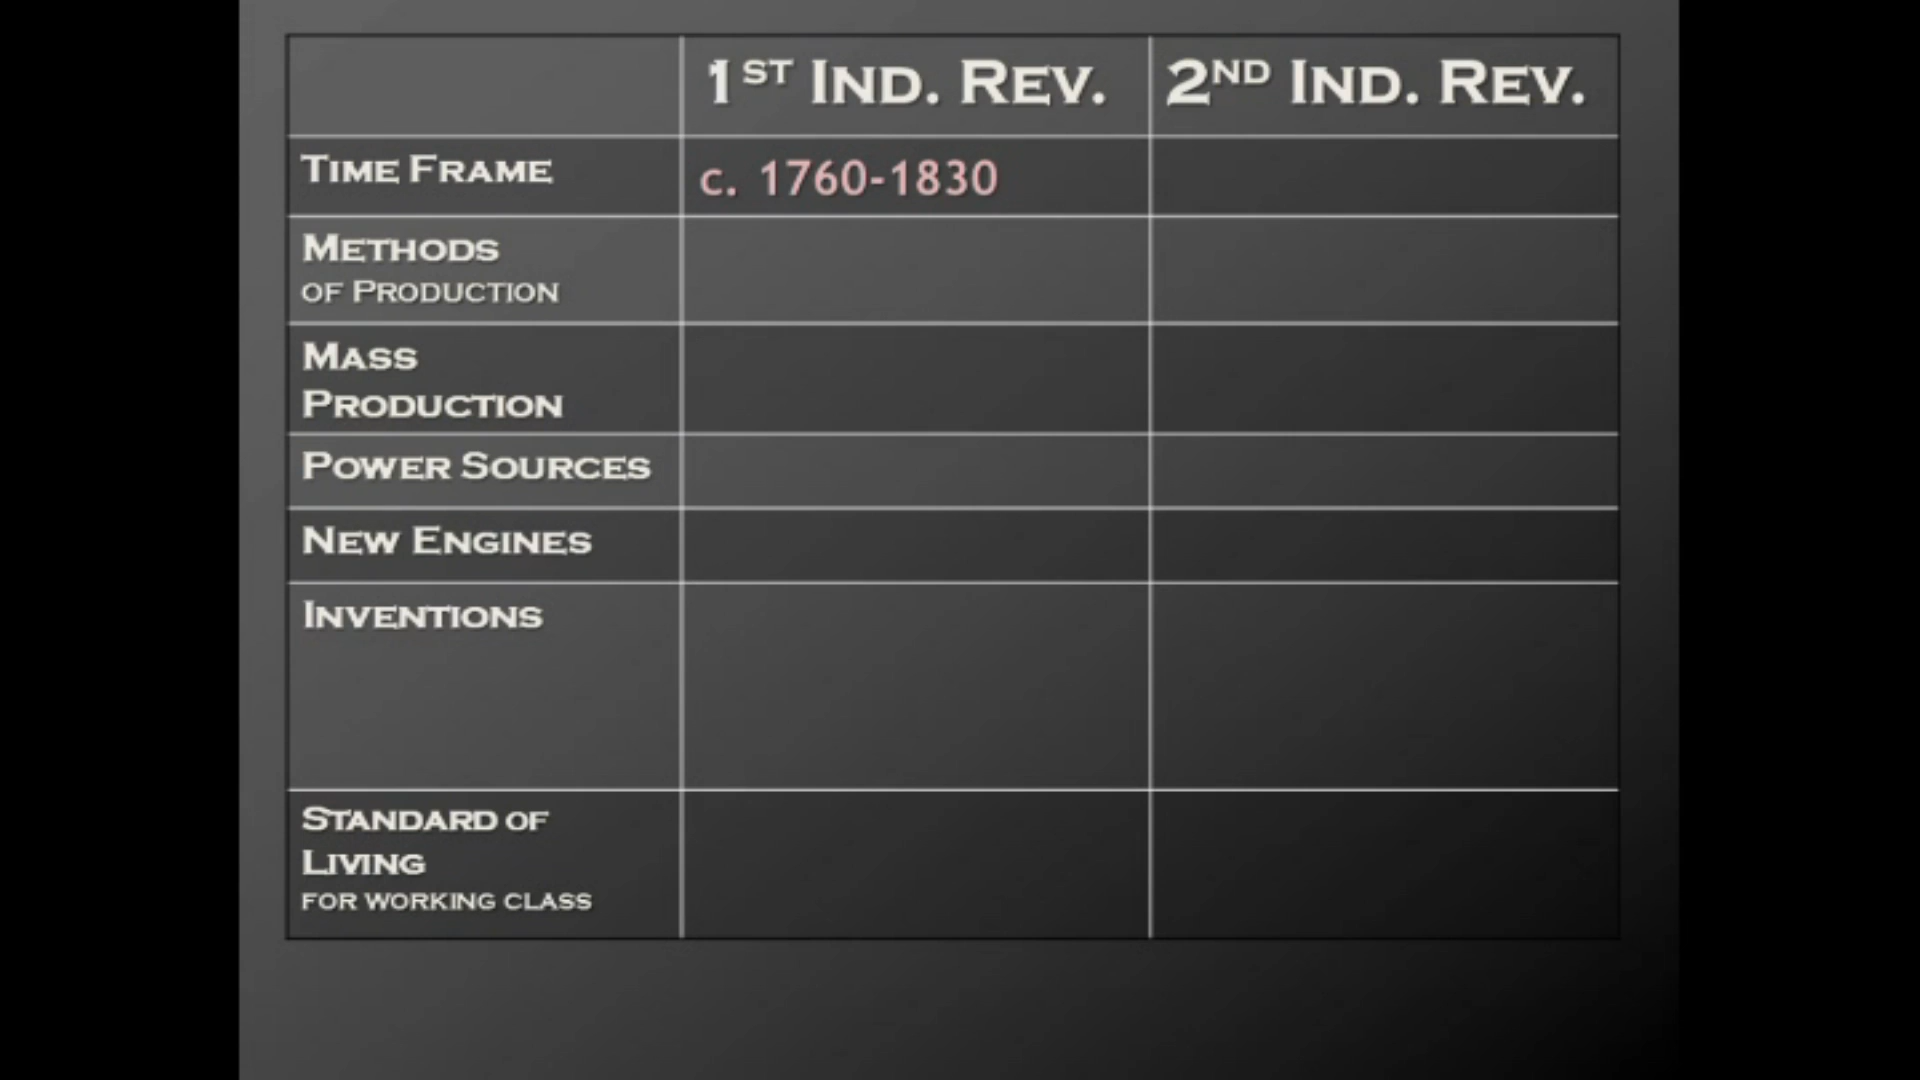 1ST IND. REV. 2ND IND. REV.
TIME FRAME c. 1760-1830
METHODS
OF PRODUCTION
MASS
PRODUCTION
POWER SOURCES
NEW ENGINES
INVENTIONS
STANDARD OF
LIVING
FOR WORKING CLASS